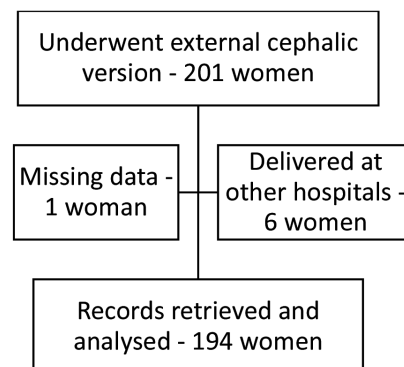 Underwent external cephalic
version - 201 women
Missing data -
1 woman
Delivered at
other hospitals -
6 women
Records retrieved and
analysed - 194 women